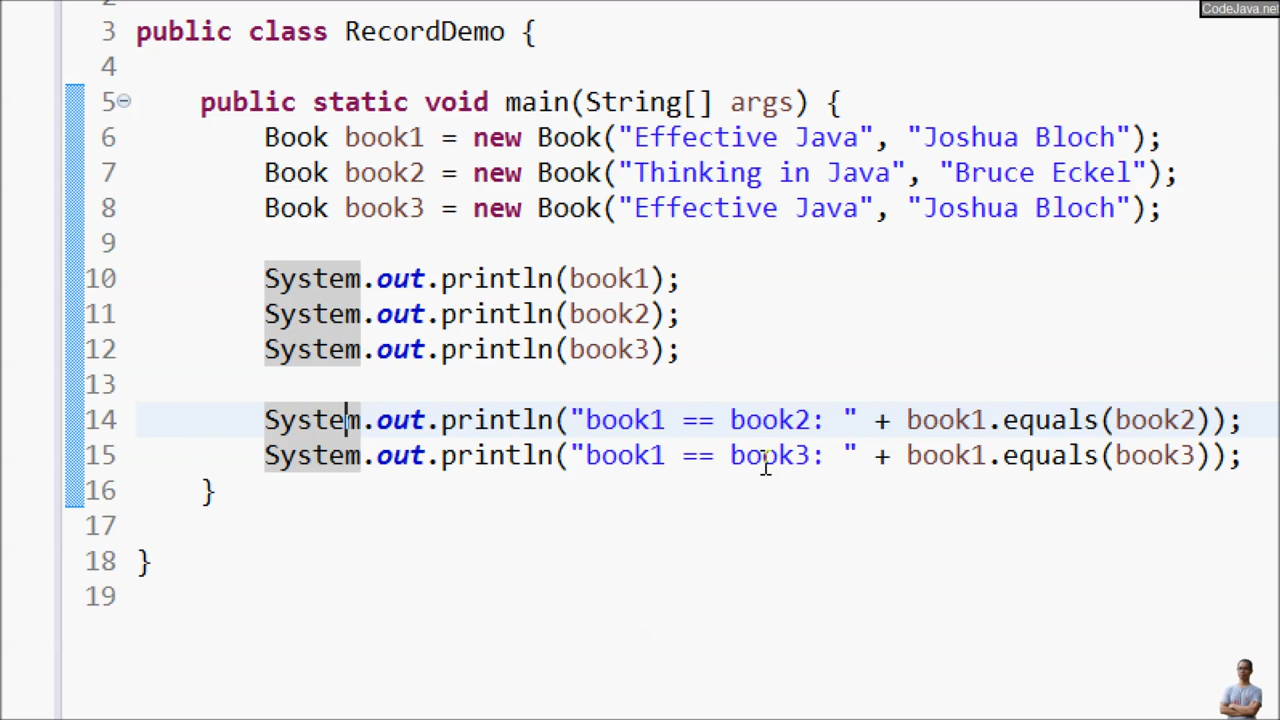 CodeJava.net
3 public class RecordDemo {
4
5 public static void main(String[] args) {
6 Book book1 = new Book("Effective Java", "Joshua Bloch");
7 Book book2 = new Book("Thinking in Java", "Bruce Eckel");
8 Book book3 = new Book("Effective Java", "Joshua Bloch");
9
10 System.out.println(book1);
11 System.out.println(book2);
12 System.out.println(book3);
13
14 System.out.println("book1 == book2: " + book1.equals(book2));
15 System.out.println("book1 == book3: " + book1.equals(book3));
16 }
17
18 }
19